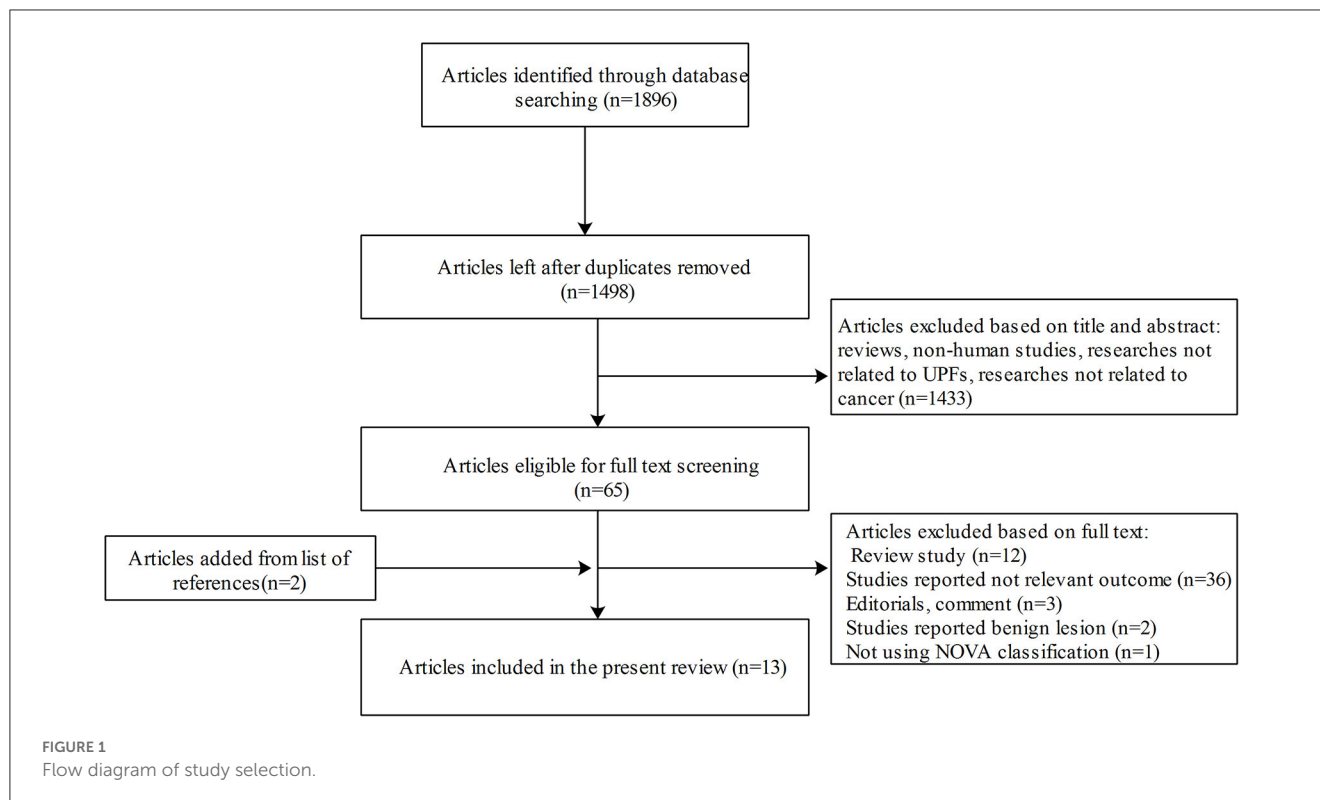 Articles identified through database
searching (n=1896)
Articles left after duplicates removed
(n=1498)
Articles excluded based on title and abstract:
reviews, non-human studies, researches not
related to UPFs, researches not related to
cancer (n=1433)
Articles eligible for full text screening
(n=65)
Articles added from list of
references(n=2)
Articles excluded based on full text:
Review study (n=12)
Studies reported not relevant outcome (n=36)
Editorials, comment (n=3)
Studies reported benign lesion (n=2)
Not using NOVA classification (n=1)
Articles included in the present review (n=13)
FIGURE 1
Flow diagram of study selection.